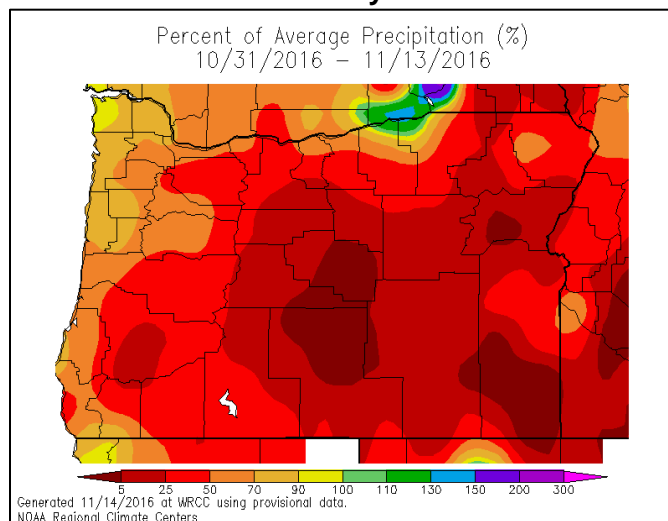 Percent of Average Precipitation (%)
10/31/2016 – 11/13/2016
5 25 50 70 90 100 110 130 150 200 300
Generated 11/14/2016 at WRCC using provisional data.
NOAA Regional Climate Centers